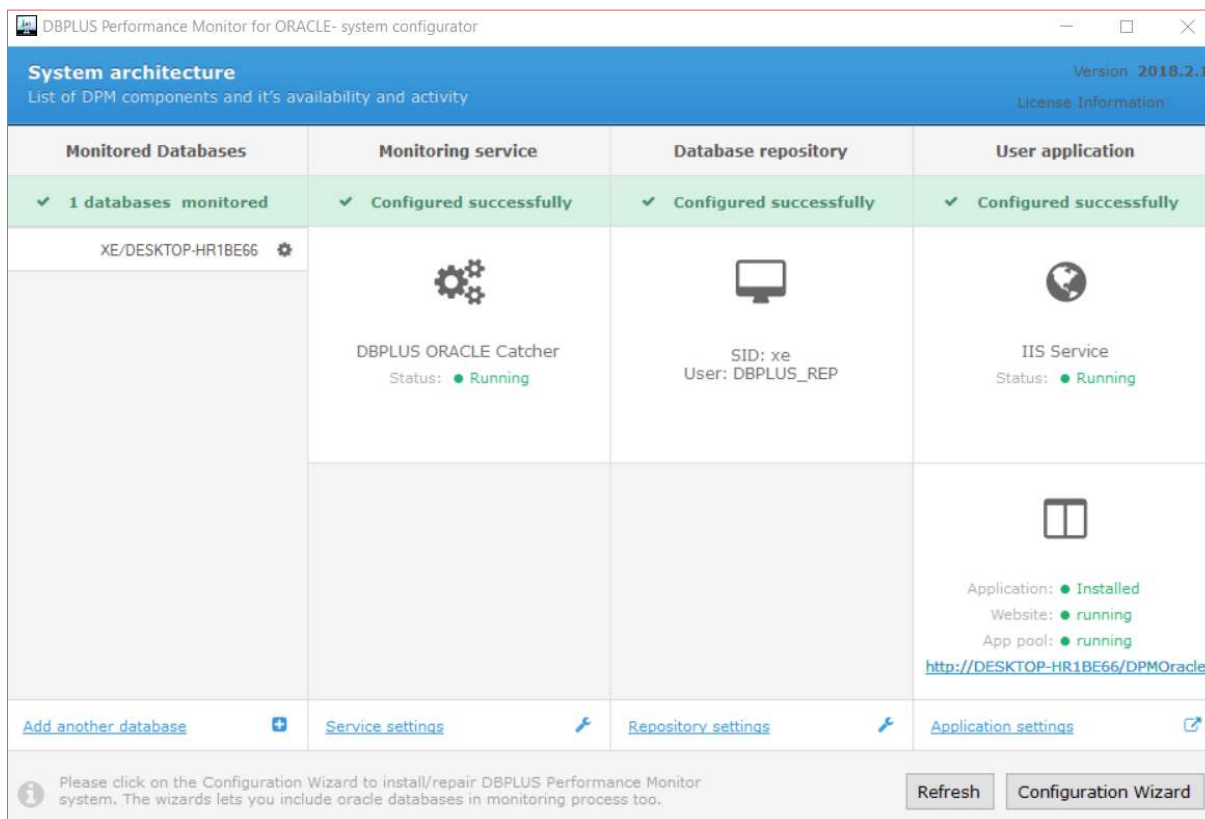 DBPLUS Performance Monitor for ORACLE- system configurator
System architecture
List of DPM components and it's availability and activity
Version 2018.2.1
License Information
Monitored Databases
Monitoring service
Database repository
User application
1 databases monitored
Configured successfully
Configured successfully
Configured successfully
XE/DESKTOP-HR1BE66
DBPLUS ORACLE Catcher
Status: Running
SID: xe
User: DBPLUS_REP
IIS Service
Status: Running
Application: Installed
Website: running
App pool: running
http://DESKTOP-HR1BE66/DPMOracle
Add another database
Service settings
Repository settings
Application settings
Please click on the Configuration Wizard to install/repair DBPLUS Performance Monitor
system. The wizards lets you include oracle databases in monitoring process too.
Refresh
Configuration Wizard